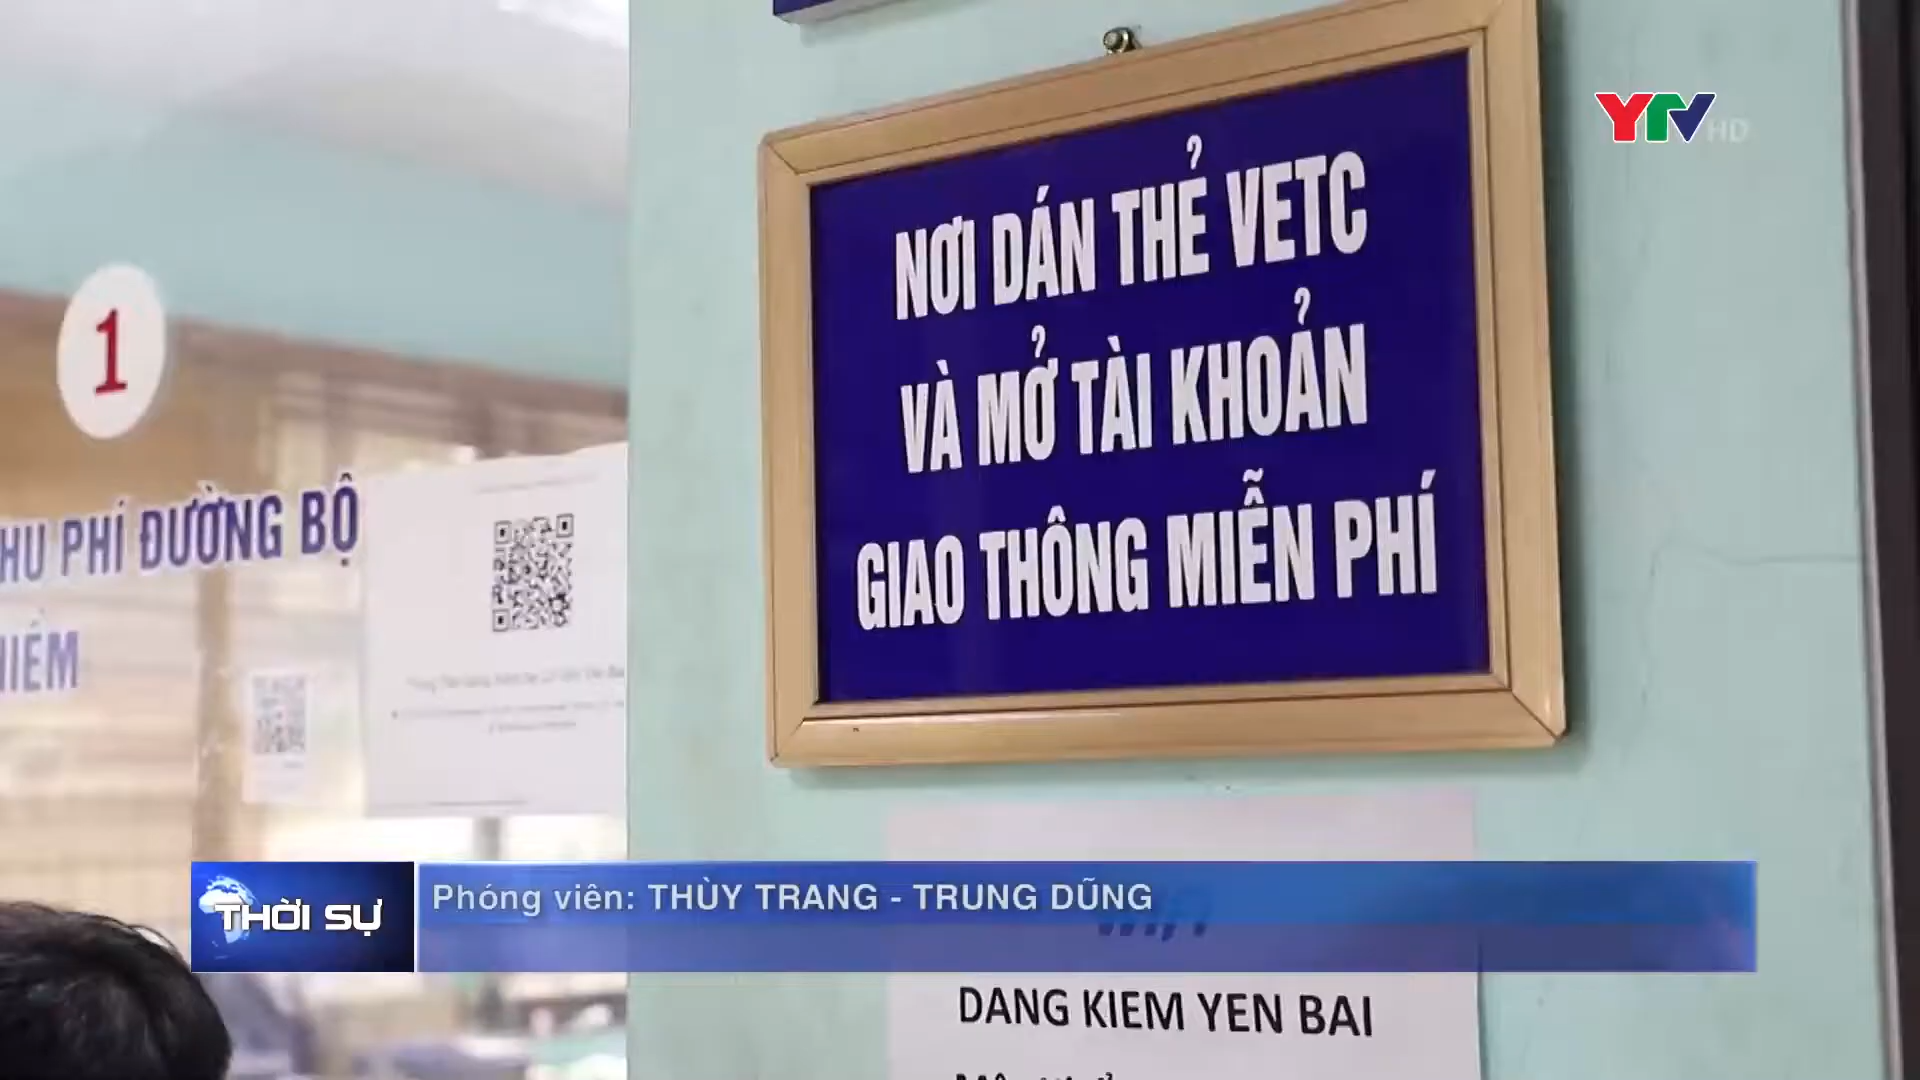 YTV HD
NƠI DÁN THẺ VETC
VÀ MỞ TÀI KHOẢN
GIAO THÔNG MIỄN PHÍ
1
HU PHÍ ĐƯỜNG BỘ
HIỂM
THỜI SỰ
Phóng viên: THÙY TRANG - TRUNG DŨNG
DANG KIEM YEN BAI